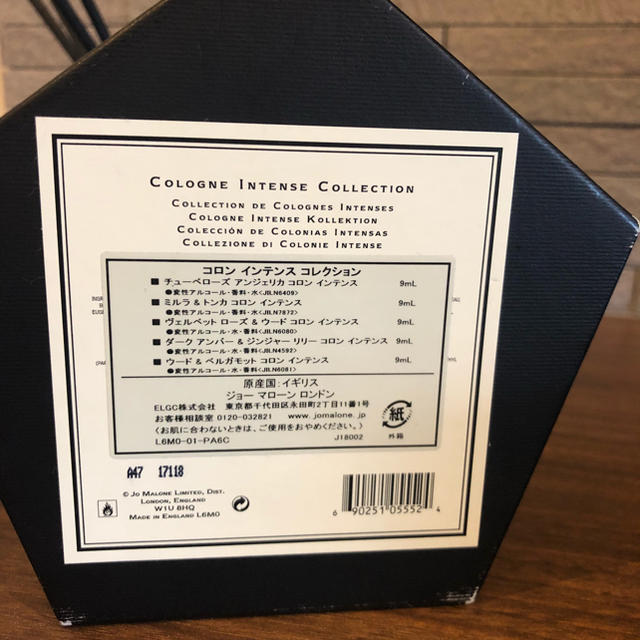 COLOGNE INTENSE COLLECTION
COLLECTION DE COLOGNES INTENSES
COLOGNE INTENSE KOLLEKTION
COLECCIÓN DE COLONIAS INTENSAS
COLLEZIONE DI COLONIE INTENSE
コロン インテンス コレクション
■ チューベローズ アンジェリカ コロン インテンス 9mL
●変性アルコール・香料・水<JBLN6409>
■ ミルラ & トンカ コロン インテンス 9mL
●変性アルコール・香料・水<JBLN7872>
■ ヴェルベット ローズ & ウード コロン インテンス 9mL
●変性アルコール・水・香料<JBLN6080>
■ ダーク アンバー & ジンジャー リリー コロン インテンス 9mL
●変性アルコール・水・香料<JBLN4592>
■ ウード & ベルガモット コロン インテンス 9mL
●変性アルコール・水・香料<JBLN6081>
原産国：イギリス
ジョー マローン ロンドン
ELGC株式会社 東京都千代田区永田町2丁目11番1号
お客様相談室 0120-032821 www.jomalone.jp
〈お肌に合わないときは、ご使用をおやめください。〉
L6M0-01-PA6C J18002
紙
外箱
A47 17118
© JO MALONE LIMITED, DIST.
LONDON, ENGLAND
W1U 8HQ
MADE IN ENGLAND L6M0
6 90251 05552 4